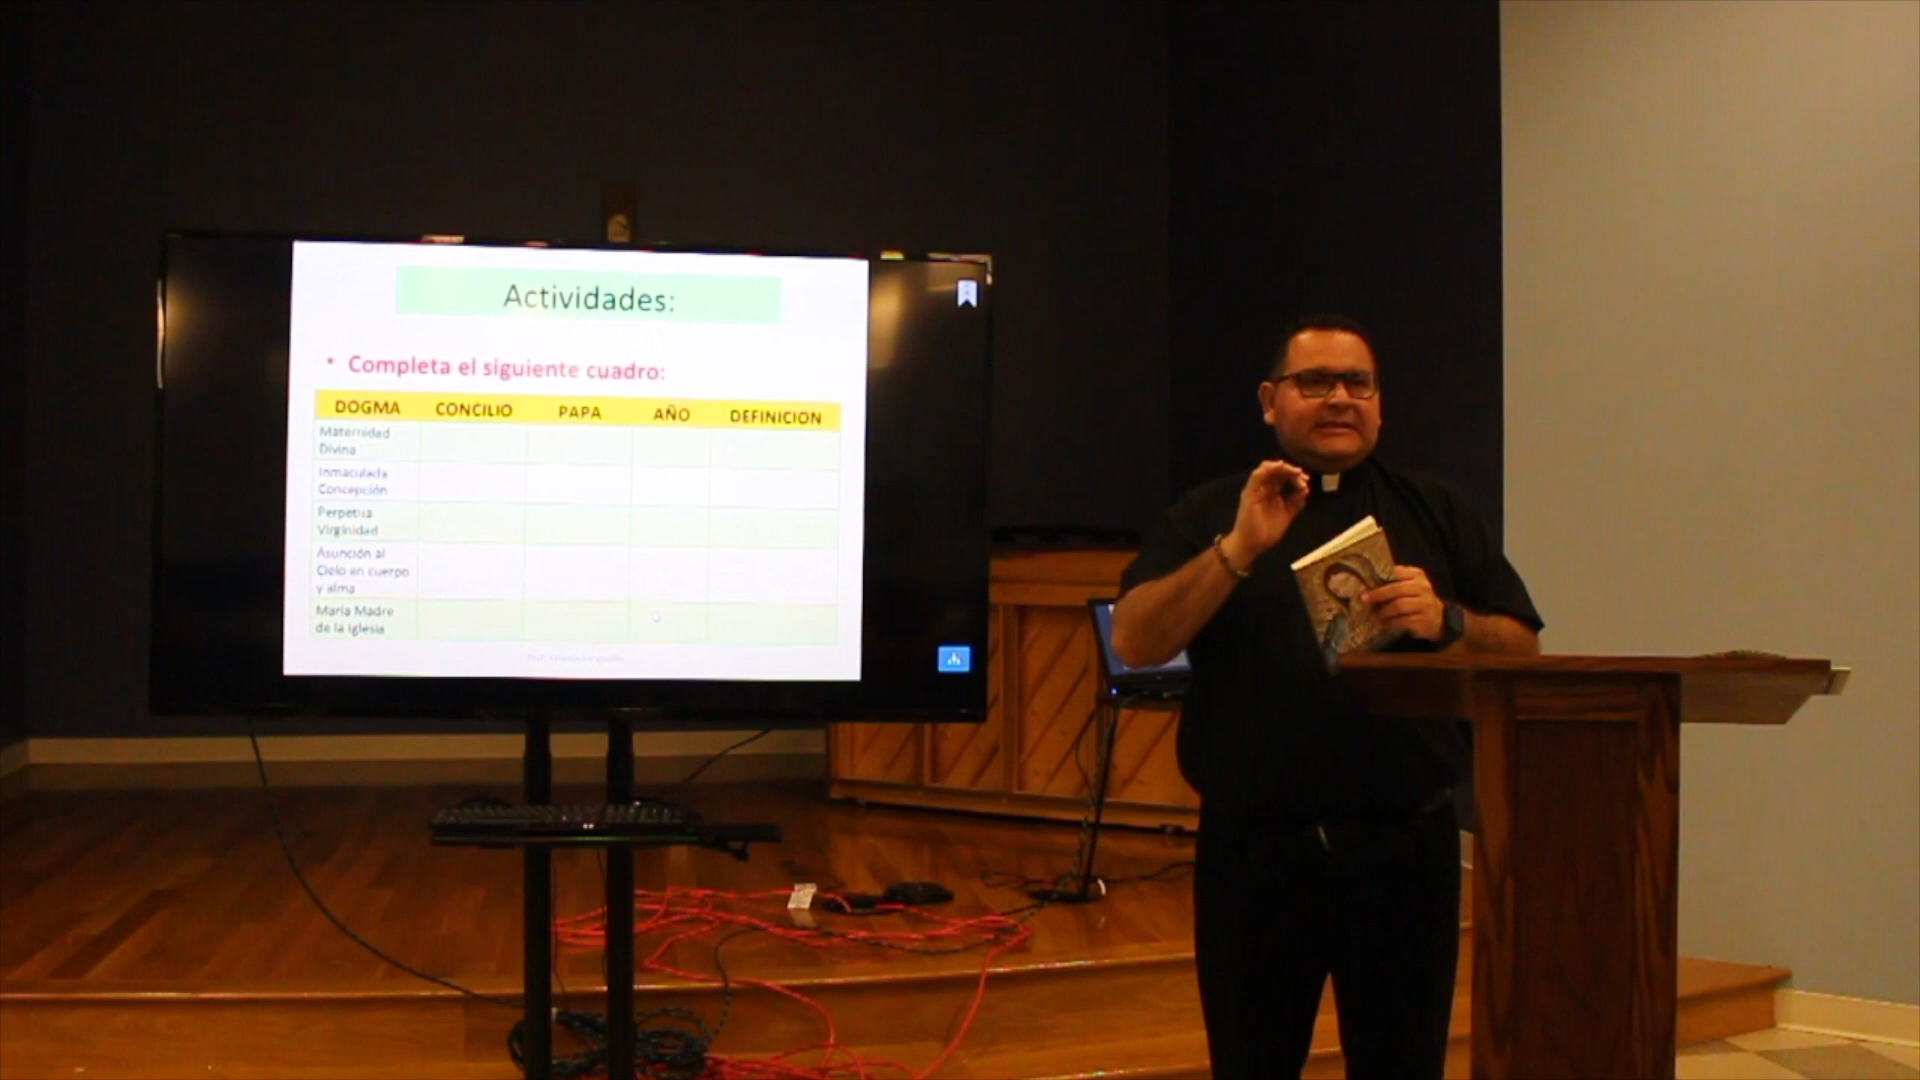 Actividades:
• Completa el siguiente cuadro:
DOGMA CONCILIO PAPA AÑO DEFINICION
Maternidad
Divina
Inmaculada
Concepción
Perpetua
Virginidad
Asunción al
Cielo en cuerpo
y alma
María Madre
de la Iglesia